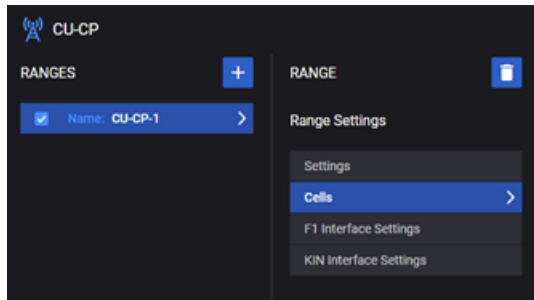 CU-CP
RANGES
+
Name: CU-CP-1
RANGE
Range Settings
Settings
Cells
F1 Interface Settings
KIN Interface Settings